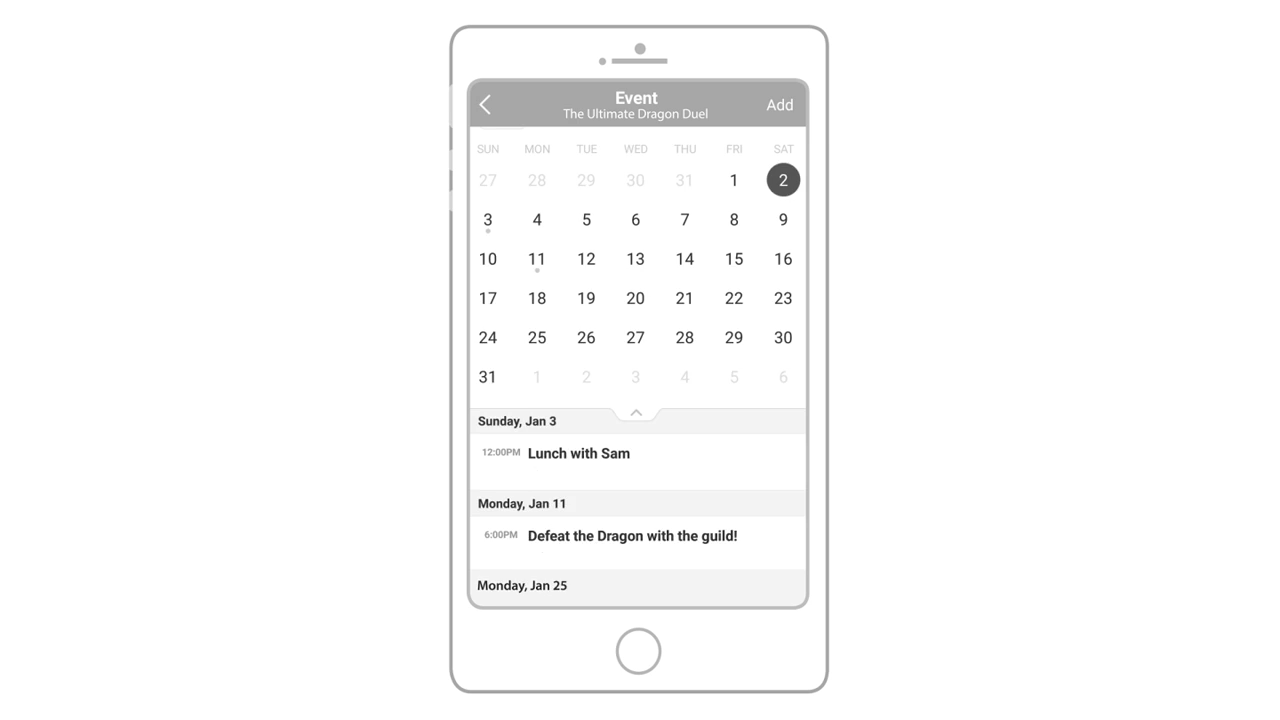 Event
The Ultimate Dragon Duel
Add
SUN MON TUE WED THU FRI SAT
27 28 29 30 31 1 2
3 4 5 6 7 8 9
10 11 12 13 14 15 16
17 18 19 20 21 22 23
24 25 26 27 28 29 30
31 1 2 3 4 5 6
Sunday, Jan 3
12:00PM Lunch with Sam
Monday, Jan 11
6:00PM Defeat the Dragon with the guild!
Monday, Jan 25